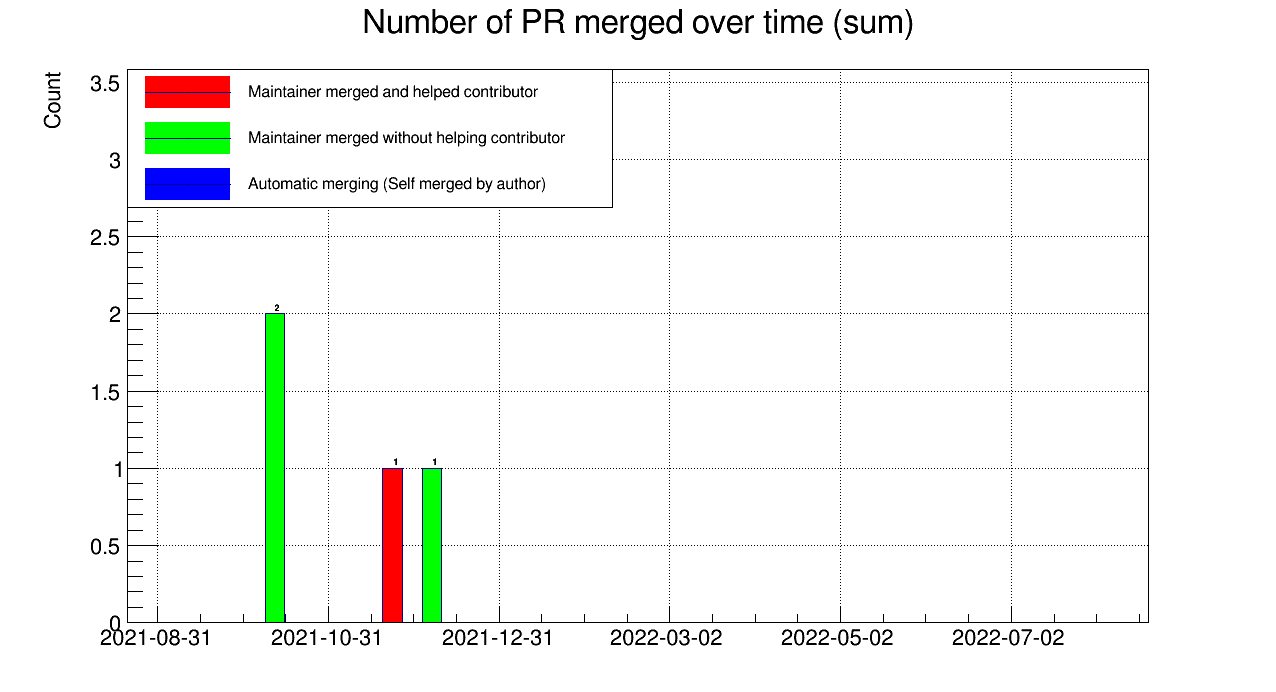 Number of PR merged over time (sum)
Count
3.5
Maintainer merged and helped contributor
Maintainer merged without helping contributor
3
Automatic merging (Self merged by author)
2.5
2
2
1.5
1
1
1
0.5
0
2021-08-31 2021-10-31 2021-12-31 2022-03-02 2022-05-02 2022-07-02